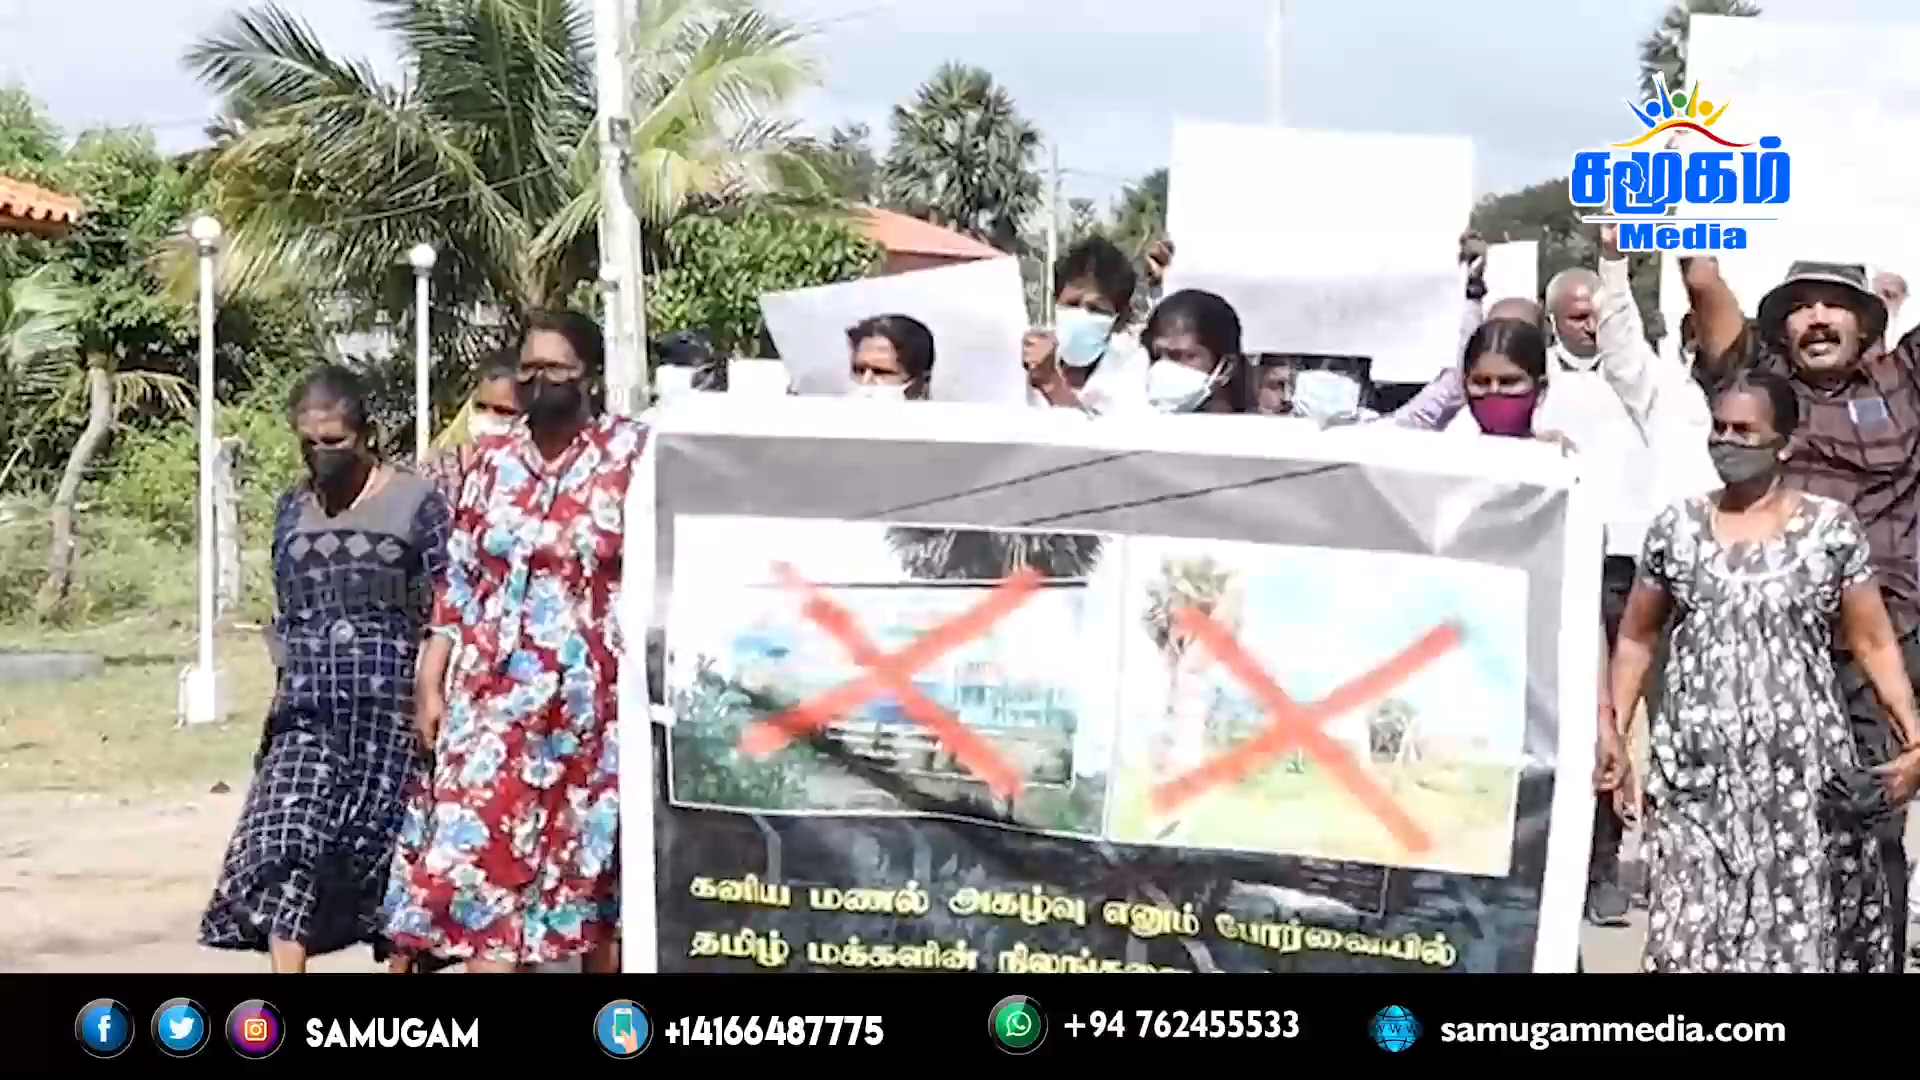 சமூகம்
Media
கனிய மணல் அகழ்வு எனும் போர்வையில்
தமிழ் மக்களின்
SAMUGAM
+14166487775
+94 762455533
samugammedia.com